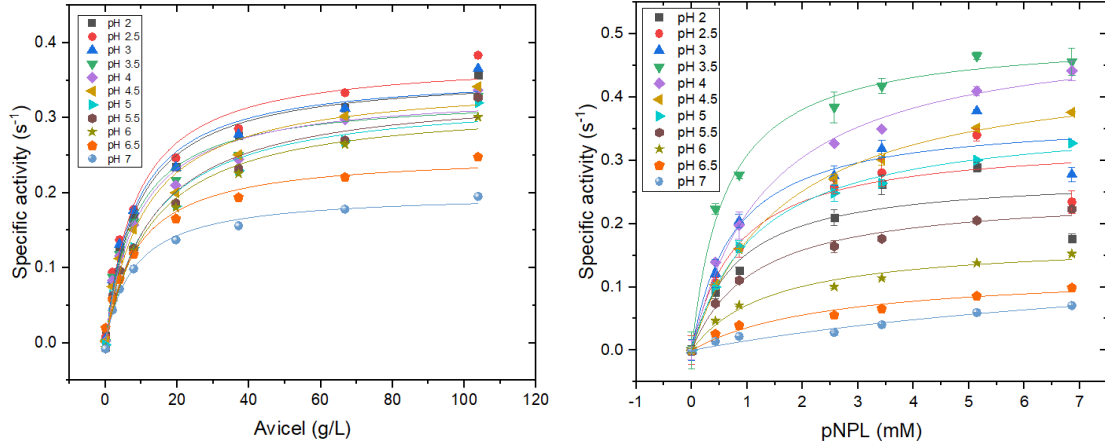 pH 2
pH 2.5
pH 3
pH 3.5
pH 4
pH 4.5
pH 5
pH 5.5
pH 6
pH 6.5
pH 7
0.4
0.3
0.2
0.1
0.0
Specific activity (s⁻¹)
0
20
40
60
80
100
120
Avicel (g/L)
pH 2
pH 2.5
pH 3
pH 3.5
pH 4
pH 4.5
pH 5
pH 5.5
pH 6
pH 6.5
pH 7
0.5
0.4
0.3
0.2
0.1
0.0
Specific activity (s⁻¹)
-1
0
1
2
3
4
5
6
7
pNPL (mM)